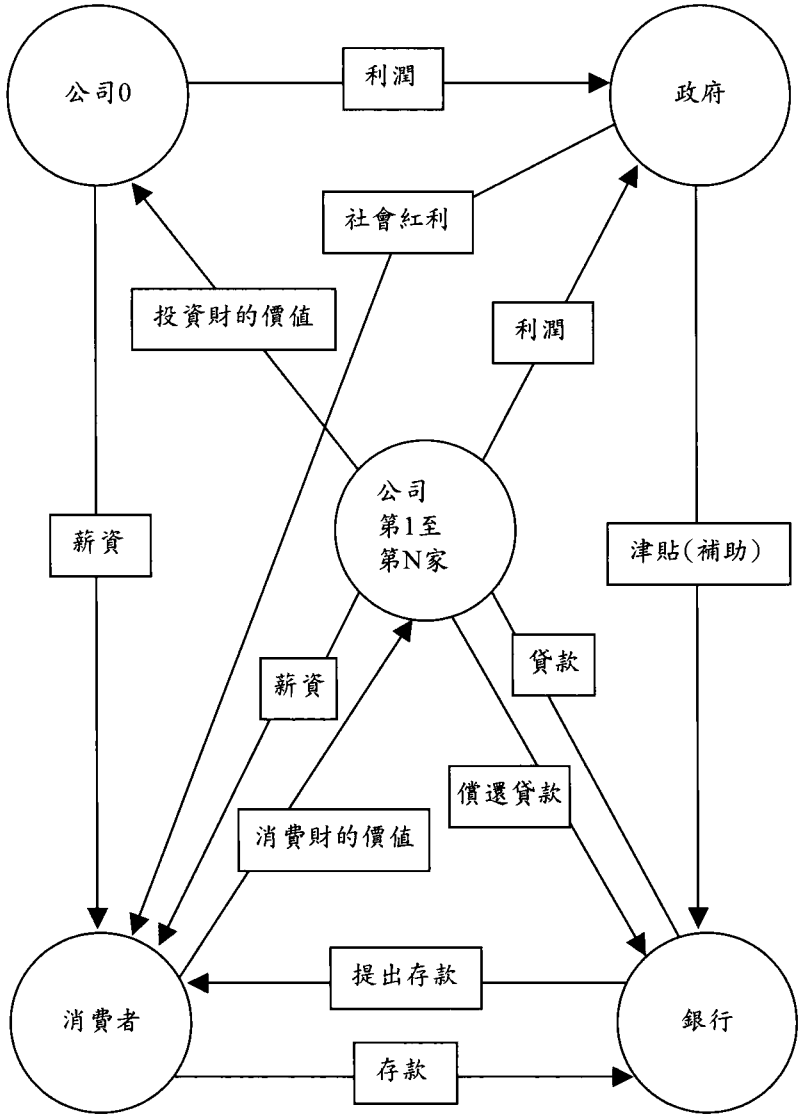 公司0
利潤
政府
社會紅利
投資財的價值
利潤
公司
第1至
第N家
薪資
津貼(補助)
貸款
薪資
償還貸款
消費財的價值
提出存款
消費者
銀行
存款